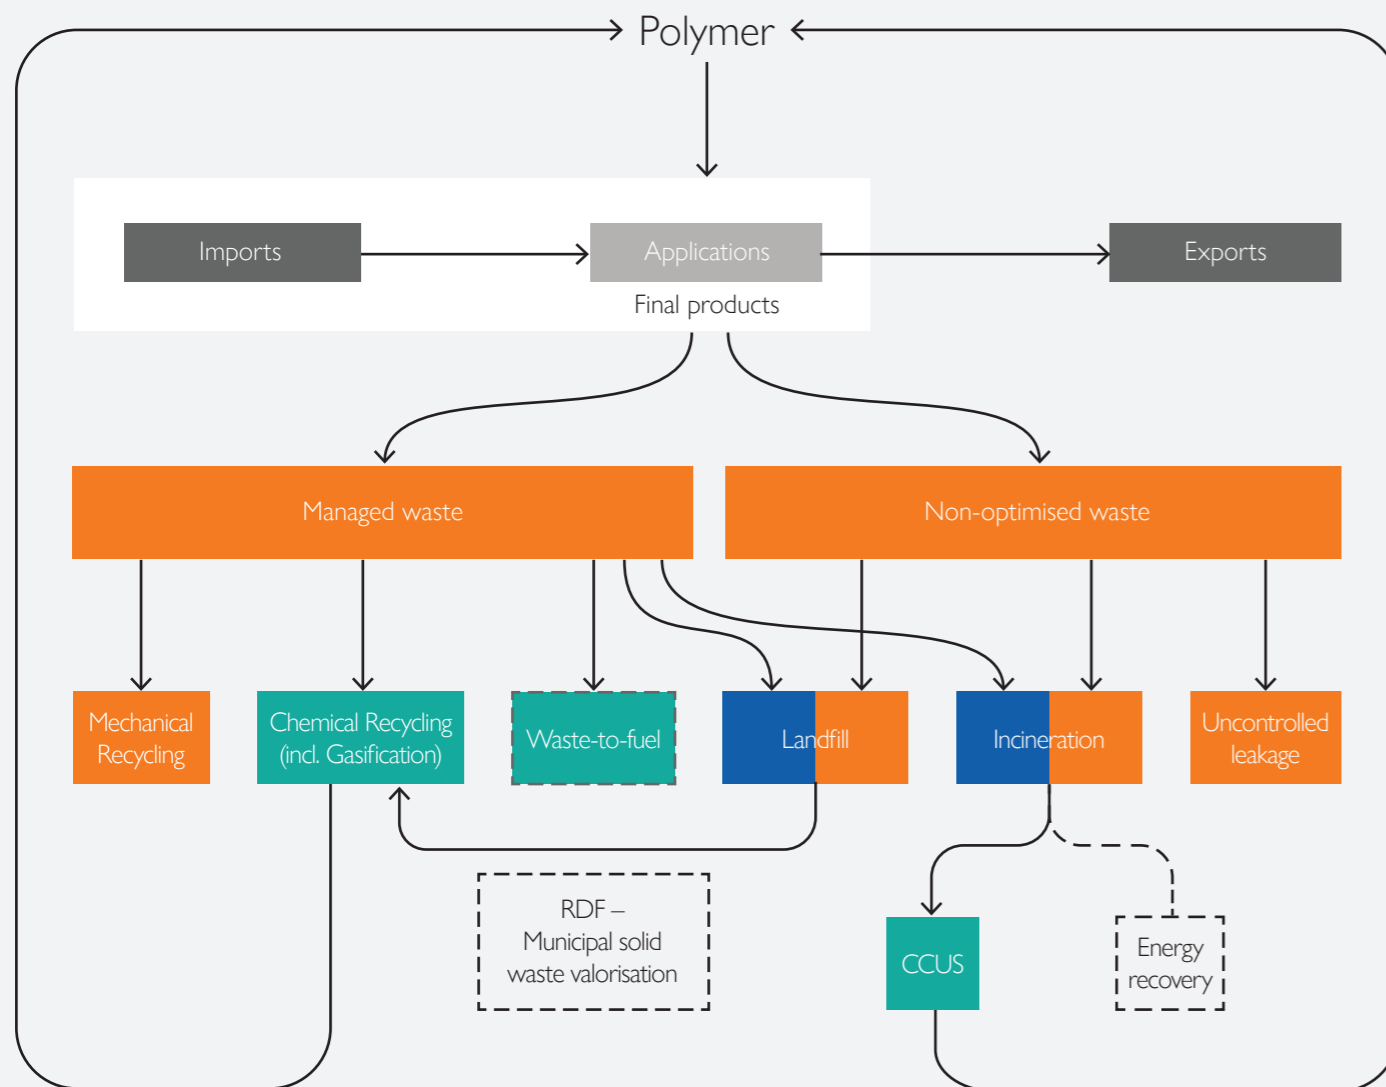 Polymer
Imports
Applications
Exports
Final products
Managed waste
Non-optimised waste
Mechanical
Recycling
Chemical Recycling
(incl. Gasification)
Waste-to-fuel
Landfill
Incineration
Uncontrolled
leakage
RDF –
Municipal solid
waste valorisation
CCUS
Energy
recovery